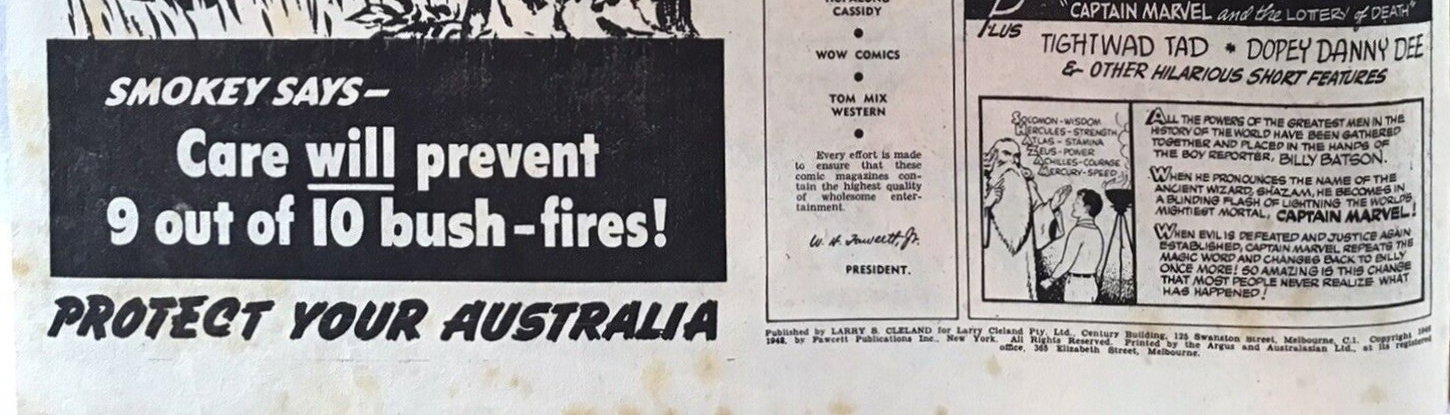 SMOKEY SAYS-
Care will prevent
9 out of 10 bush-fires!
PROTECT YOUR AUSTRALIA
CASSIDY
WOW COMICS
TOM MIX
WESTERN
Every effort is made
to ensure that these
comic magazines con-
tain the highest quality
of wholesome enter-
tainment.
W. H. Fawcett, Jr.
PRESIDENT.
"CAPTAIN MARVEL and the LOTTERY of DEATH"
PLUS
TIGHTWAD TAD * DOPEY DANNY DEE
& OTHER HILARIOUS SHORT FEATURES
SOLOMON-WISDOM
HERCULES-STRENGTH
ATLAS-STAMINA
ZEUS-POWER
ACHILLES-COURAGE
MERCURY-SPEED
ALL THE POWERS OF THE GREATEST MEN IN THE
HISTORY OF THE WORLD HAVE BEEN GATHERED
TOGETHER AND PLACED IN THE HANDS OF
THE BOY REPORTER, BILLY BATSON.
WHEN HE PRONOUNCES THE NAME OF THE
ANCIENT WIZARD, SHAZAM, HE BECOMES IN
A BLINDING FLASH OF LIGHTNING THE WORLD'S
MIGHTIEST MORTAL, CAPTAIN MARVEL!
WHEN EVIL IS DEFEATED AND JUSTICE AGAIN
ESTABLISHED, CAPTAIN MARVEL REPEATS THE
MAGIC WORD AND CHANGES BACK TO BILLY
ONCE MORE! SO AMAZING IS THIS CHANGE
THAT MOST PEOPLE NEVER REALIZE WHAT
HAS HAPPENED!
Published by LARRY S. CLELAND for Larry Cleland Pty. Ltd., Century Building, 125 Swanston Street, Melbourne, C.1. Copyright 1948
1948, by Fawcett Publications Inc., New York. All Rights Reserved. Printed by the Argus and Australasian Ltd., at its registered
office, 365 Elizabeth Street, Melbourne.